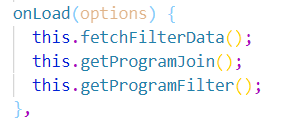 onLoad(options) {
  this.fetchFilterData();
  this.getProgramJoin();
  this.getProgramFilter();
},